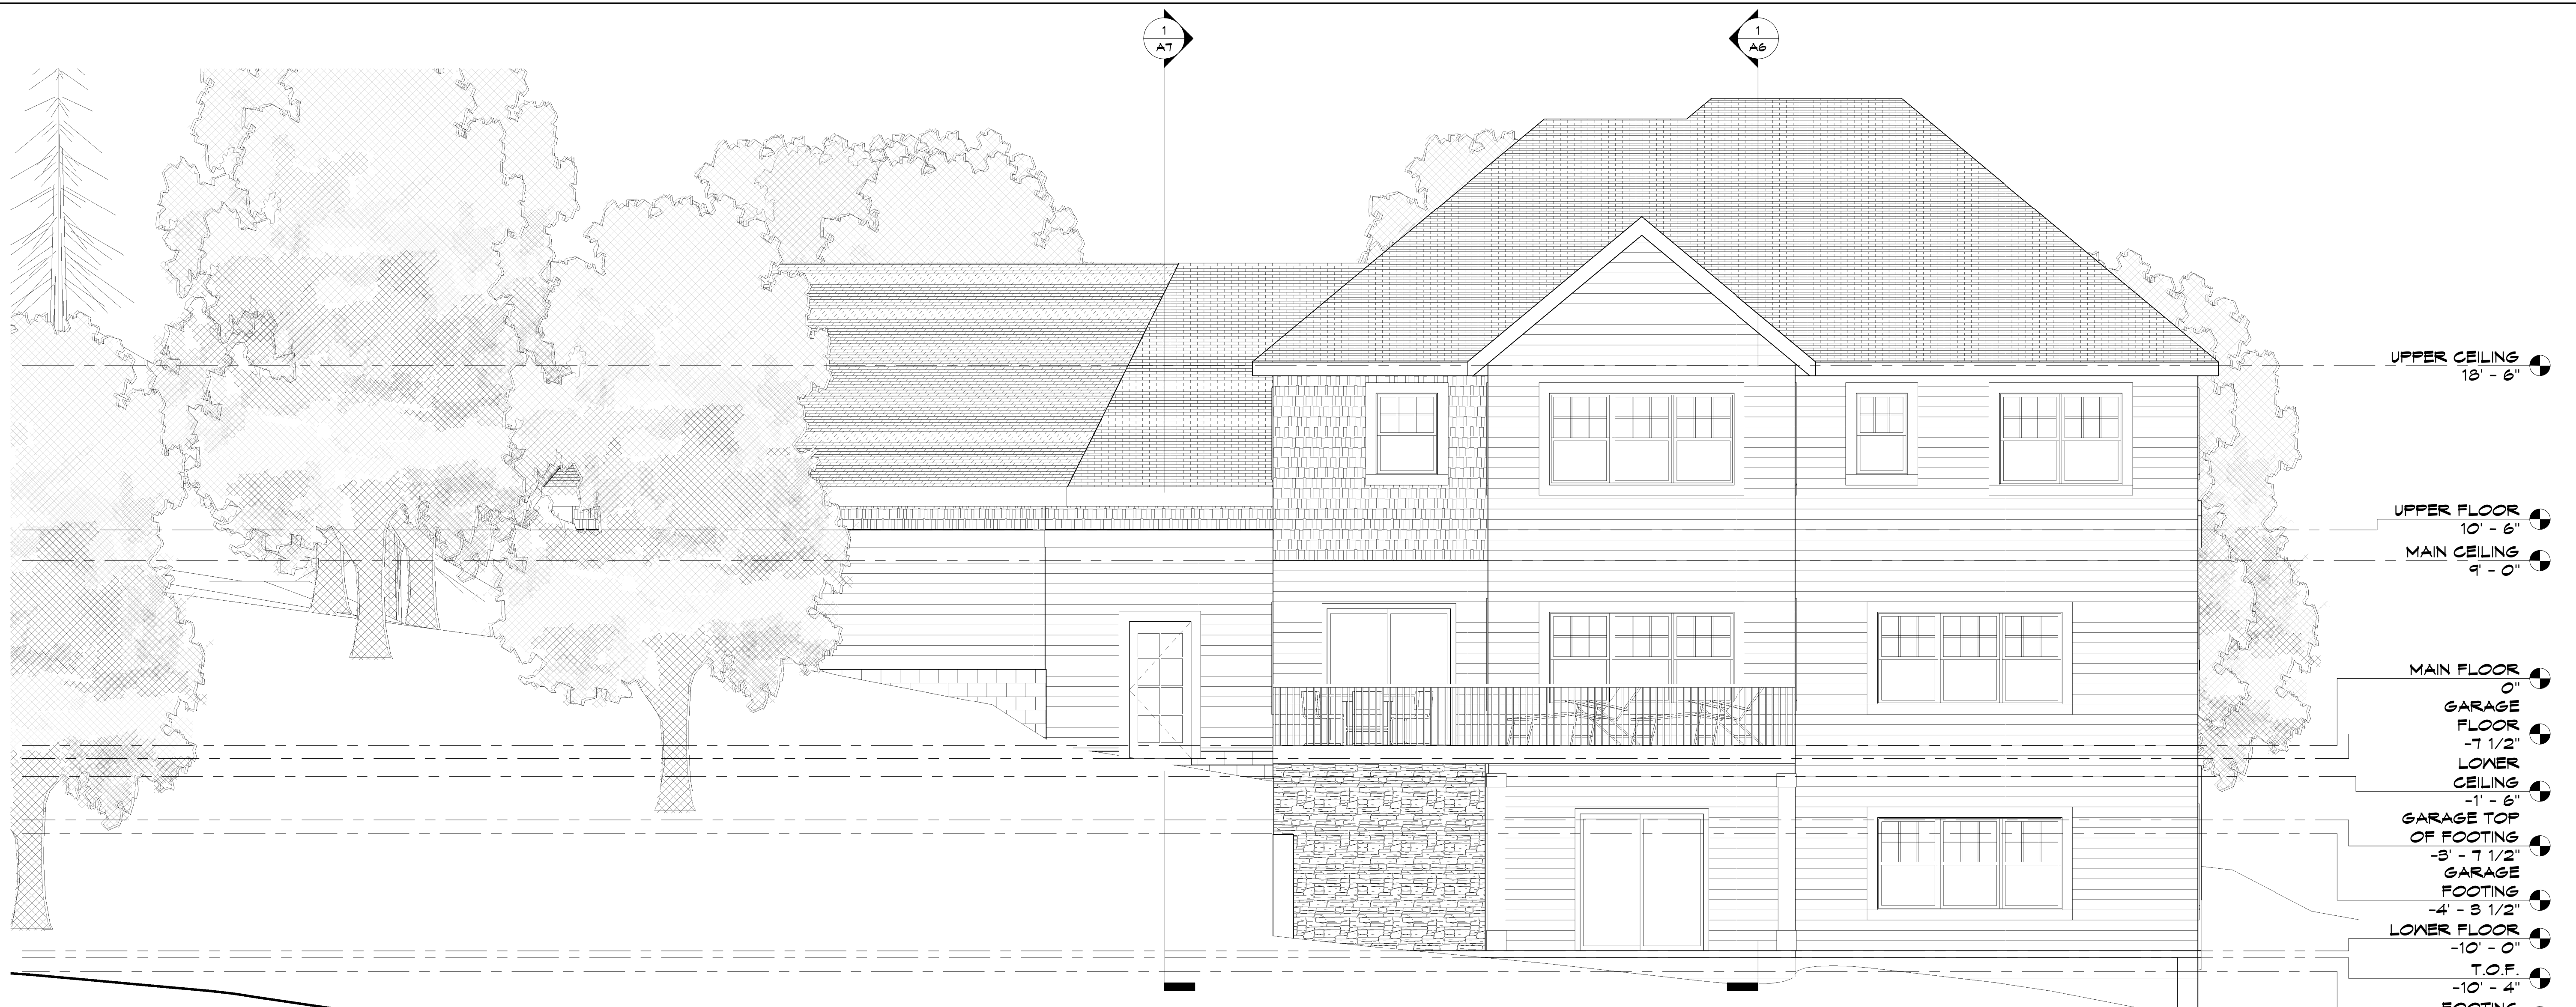 1
A7
1
A6
UPPER CEILING
18' - 6"
UPPER FLOOR
10' - 6"
MAIN CEILING
9' - 0"
MAIN FLOOR
0"
GARAGE
FLOOR
-7 1/2"
LOWER
CEILING
-1' - 6"
GARAGE TOP
OF FOOTING
-3' - 7 1/2"
GARAGE
FOOTING
-4' - 3 1/2"
LOWER FLOOR
-10' - 0"
T.O.F.
-10' - 4"
FOOTING